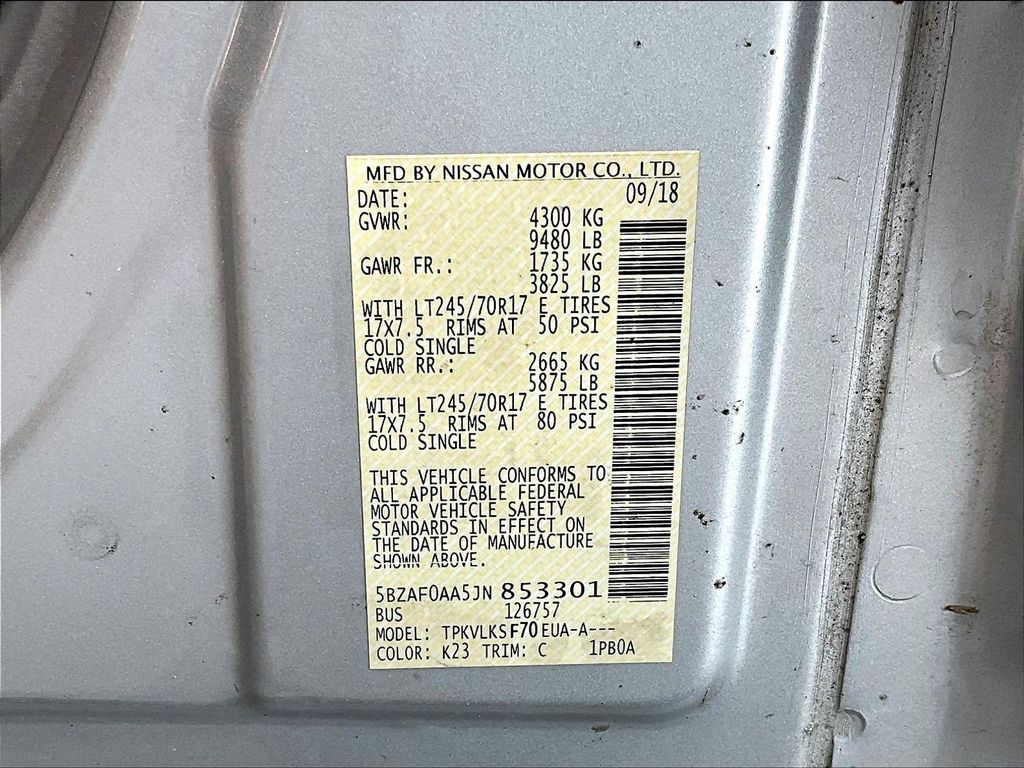 MFD BY NISSAN MOTOR CO., LTD.
DATE: 09/18
GVWR: 4300 KG
9480 LB
GAWR FR.: 1735 KG
3825 LB
WITH LT245/70R17 E TIRES
17X7.5 RIMS AT 50 PSI
COLD SINGLE
GAWR RR.: 2665 KG
5875 LB
WITH LT245/70R17 E TIRES
17X7.5 RIMS AT 80 PSI
COLD SINGLE
THIS VEHICLE CONFORMS TO
ALL APPLICABLE FEDERAL
MOTOR VEHICLE SAFETY
STANDARDS IN EFFECT ON
THE DATE OF MANUFACTURE
SHOWN ABOVE.
5BZAF0AA5JN 853301
BUS 126757
MODEL: TPKVLKSF70EUA-A---
COLOR: K23 TRIM: C 1PB0A